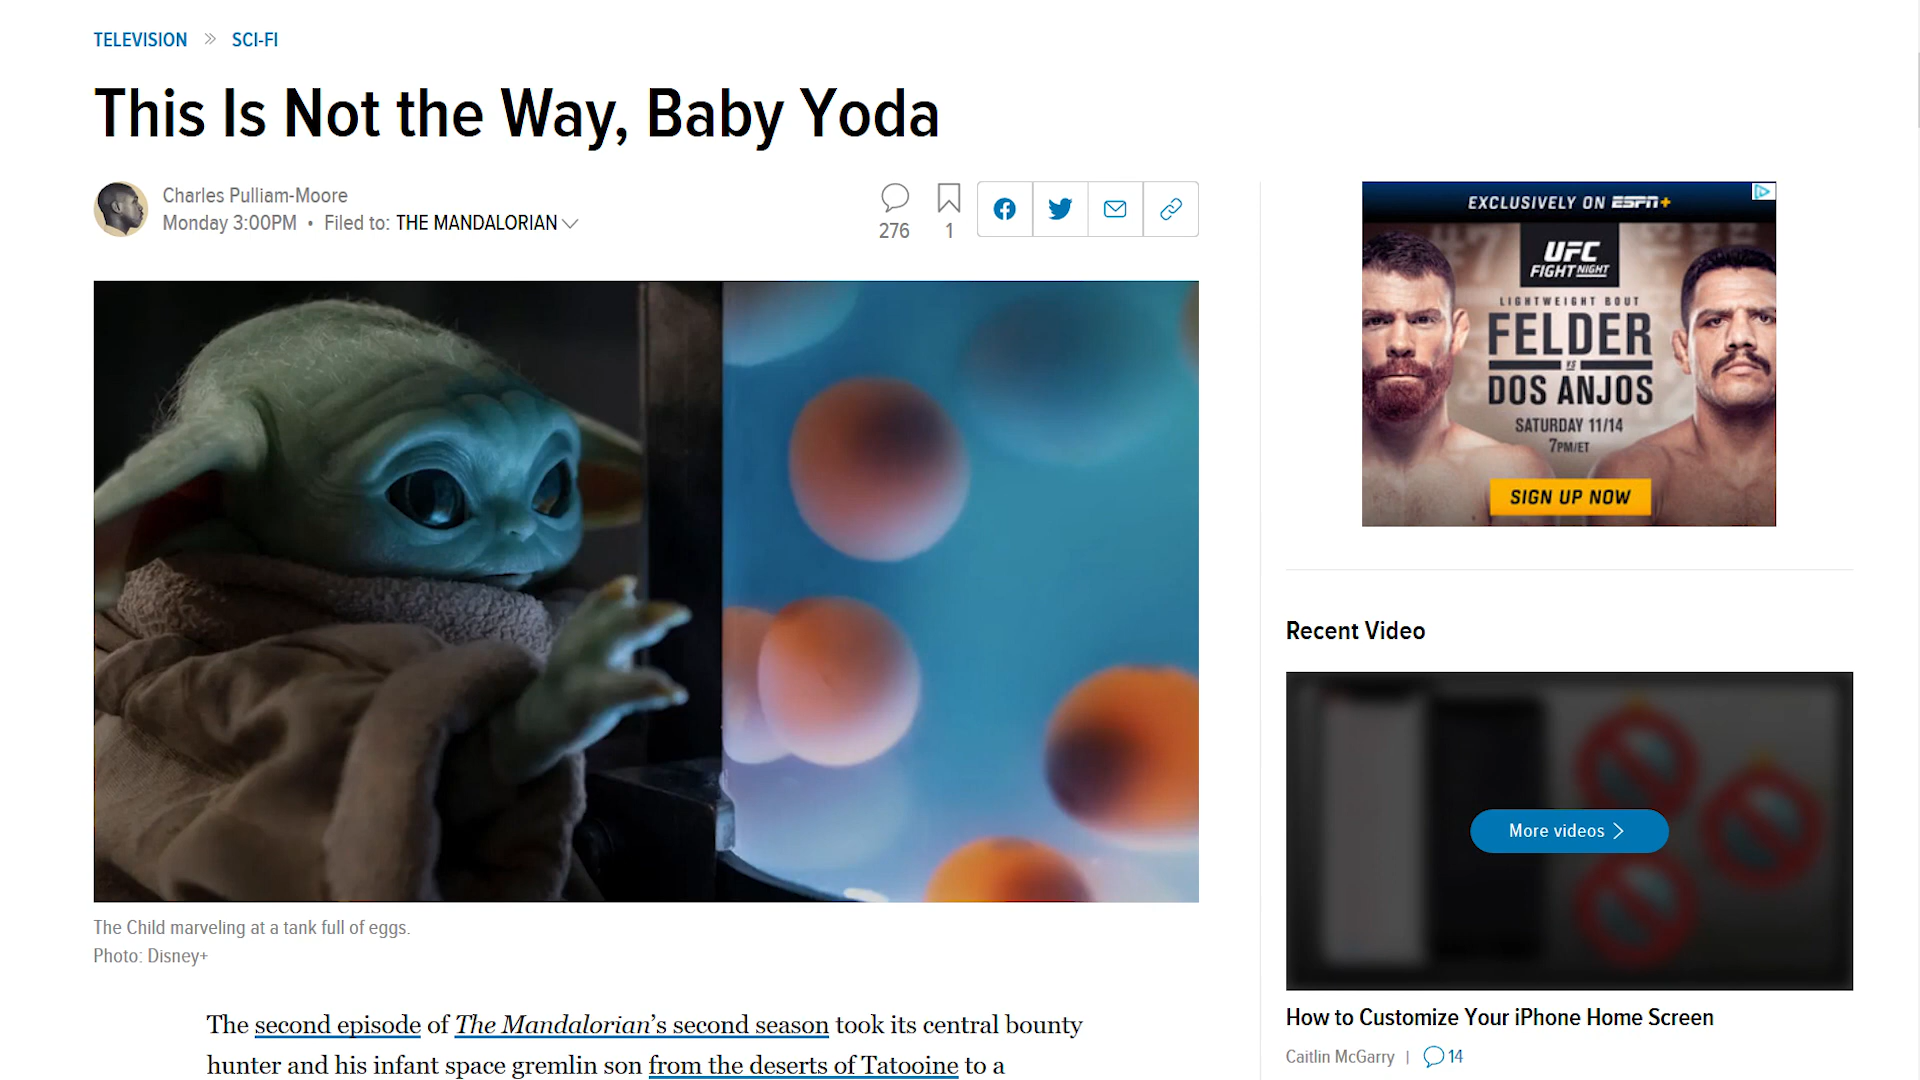 TELEVISION » SCI-FI
This Is Not the Way, Baby Yoda
Charles Pulliam-Moore
Monday 3:00PM • Filed to: THE MANDALORIAN
276
1
The Child marveling at a tank full of eggs.
Photo: Disney+
The second episode of The Mandalorian’s second season took its central bounty
hunter and his infant space gremlin son from the deserts of Tatooine to a
EXCLUSIVELY ON ESPN+
UFC
FIGHT NIGHT
LIGHTWEIGHT BOUT
FELDER
VS
DOS ANJOS
SATURDAY 11/14
7PM/ET
SIGN UP NOW
Recent Video
More videos
How to Customize Your iPhone Home Screen
Caitlin McGarry | 14